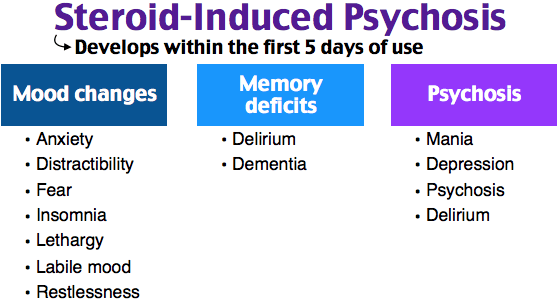 Steroid-Induced Psychosis
Develops within the first 5 days of use
Mood changes
• Anxiety
• Distractibility
• Fear
• Insomnia
• Lethargy
• Labile mood
• Restlessness
Memory
deficits
• Delirium
• Dementia
Psychosis
• Mania
• Depression
• Psychosis
• Delirium